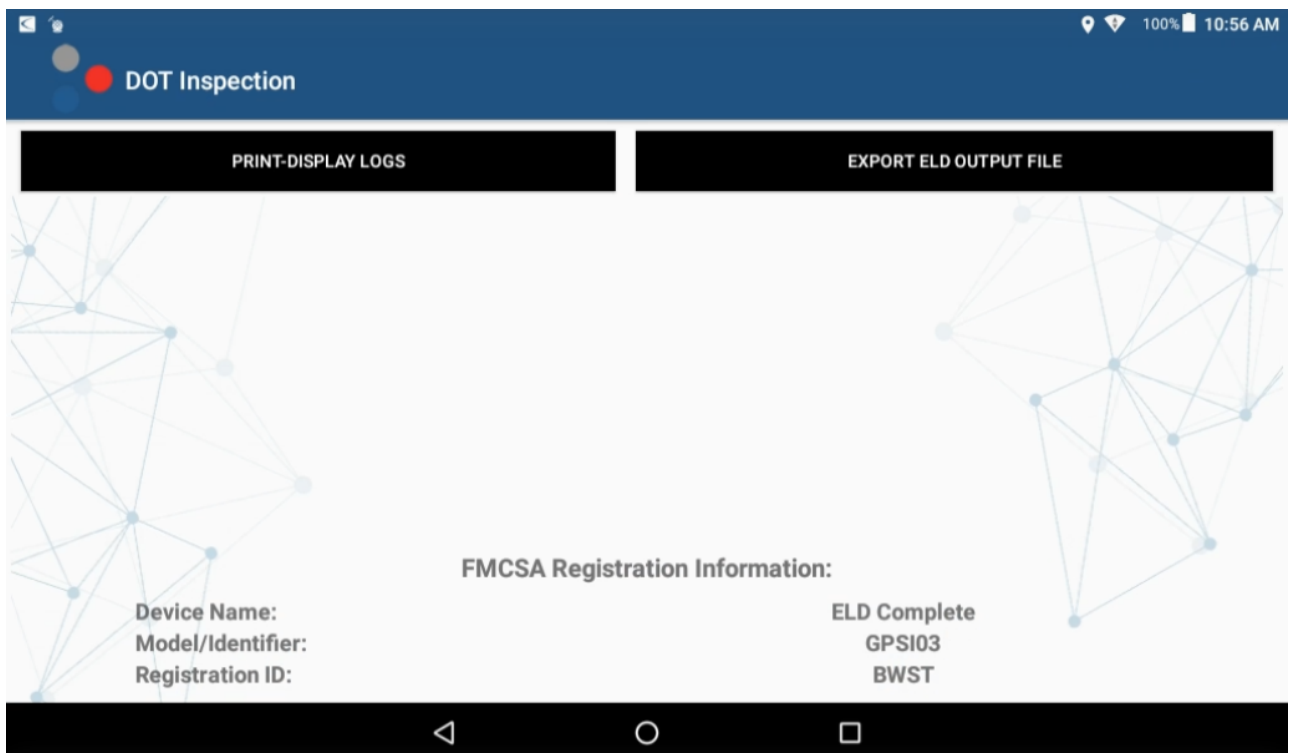 100% 10:56 AM
DOT Inspection
PRINT-DISPLAY LOGS EXPORT ELD OUTPUT FILE
FMCSA Registration Information:
Device Name: ELD Complete
Model/Identifier: GPSI03
Registration ID: BWST